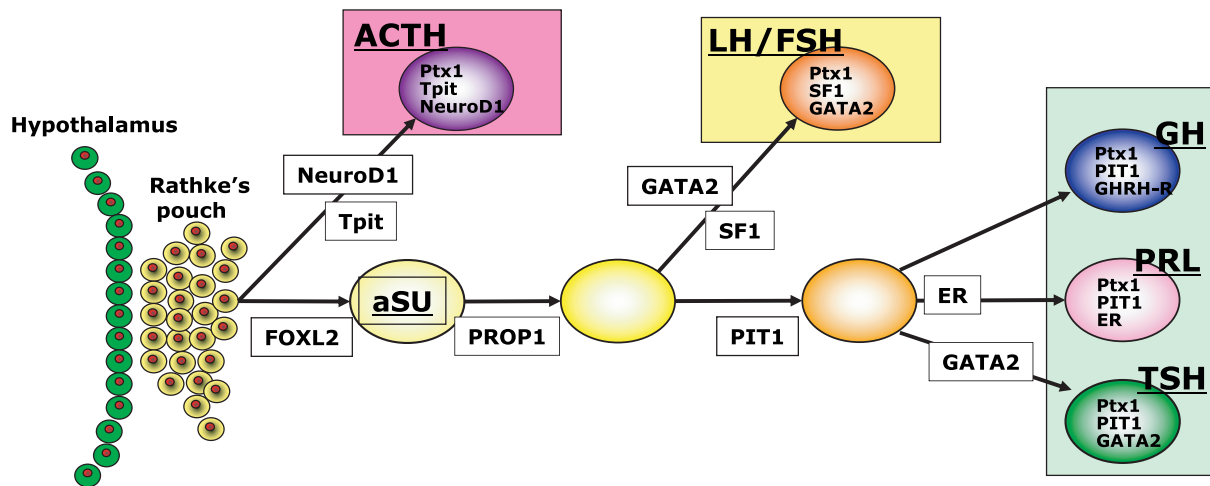 Hypothalamus
Rathke's
pouch
ACTH
Ptx1
Tpit
NeuroD1
NeuroD1
Tpit
FOXL2
aSU
PROP1
LH/FSH
Ptx1
SF1
GATA2
GATA2
SF1
PIT1
ER
GATA2
GH
Ptx1
PIT1
GHRH-R
PRL
Ptx1
PIT1
ER
TSH
Ptx1
PIT1
GATA2